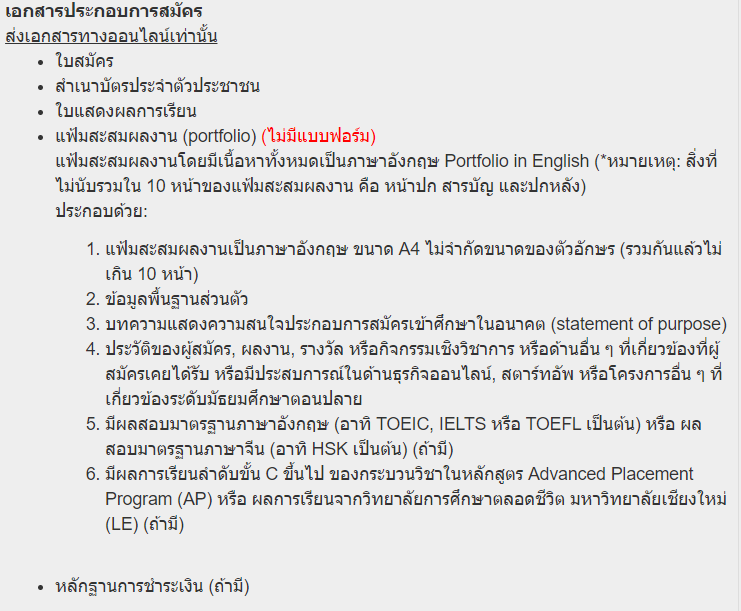 เอกสารประกอบการสมัคร
ส่งเอกสารทางออนไลน์เท่านั้น
• ใบสมัคร
• สำเนาบัตรประจำตัวประชาชน
• ใบแสดงผลการเรียน
• แฟ้มสะสมผลงาน (portfolio) (ไม่มีแบบฟอร์ม)
แฟ้มสะสมผลงานโดยมีเนื้อหาทั้งหมดเป็นภาษาอังกฤษ Portfolio in English (*หมายเหตุ: สิ่งที่
ไม่นับรวมใน 10 หน้าของแฟ้มสะสมผลงาน คือ หน้าปก สารบัญ และปกหลัง)
ประกอบด้วย:
1. แฟ้มสะสมผลงานเป็นภาษาอังกฤษ ขนาด A4 ไม่จำกัดขนาดของตัวอักษร (รวมกันแล้วไม่
เกิน 10 หน้า)
2. ข้อมูลพื้นฐานส่วนตัว
3. บทความแสดงความสนใจประกอบการสมัครเข้าศึกษาในอนาคต (statement of purpose)
4. ประวัติของผู้สมัคร, ผลงาน, รางวัล หรือกิจกรรมเชิงวิชาการ หรือด้านอื่น ๆ ที่เกี่ยวข้องที่ผู้
สมัครเคยได้รับ หรือมีประสบการณ์ในด้านธุรกิจออนไลน์, สตาร์ทอัพ หรือโครงการอื่น ๆ ที่
เกี่ยวข้องระดับมัธยมศึกษาตอนปลาย
5. มีผลสอบมาตรฐานภาษาอังกฤษ (อาทิ TOEIC, IELTS หรือ TOEFL เป็นต้น) หรือ ผล
สอบมาตรฐานภาษาจีน (อาทิ HSK เป็นต้น) (ถ้ามี)
6. มีผลการเรียนลำดับขั้น C ขึ้นไป ของกระบวนวิชาในหลักสูตร Advanced Placement
Program (AP) หรือ ผลการเรียนจากวิทยาลัยการศึกษาตลอดชีวิต มหาวิทยาลัยเชียงใหม่
(LE) (ถ้ามี)
• หลักฐานการชำระเงิน (ถ้ามี)